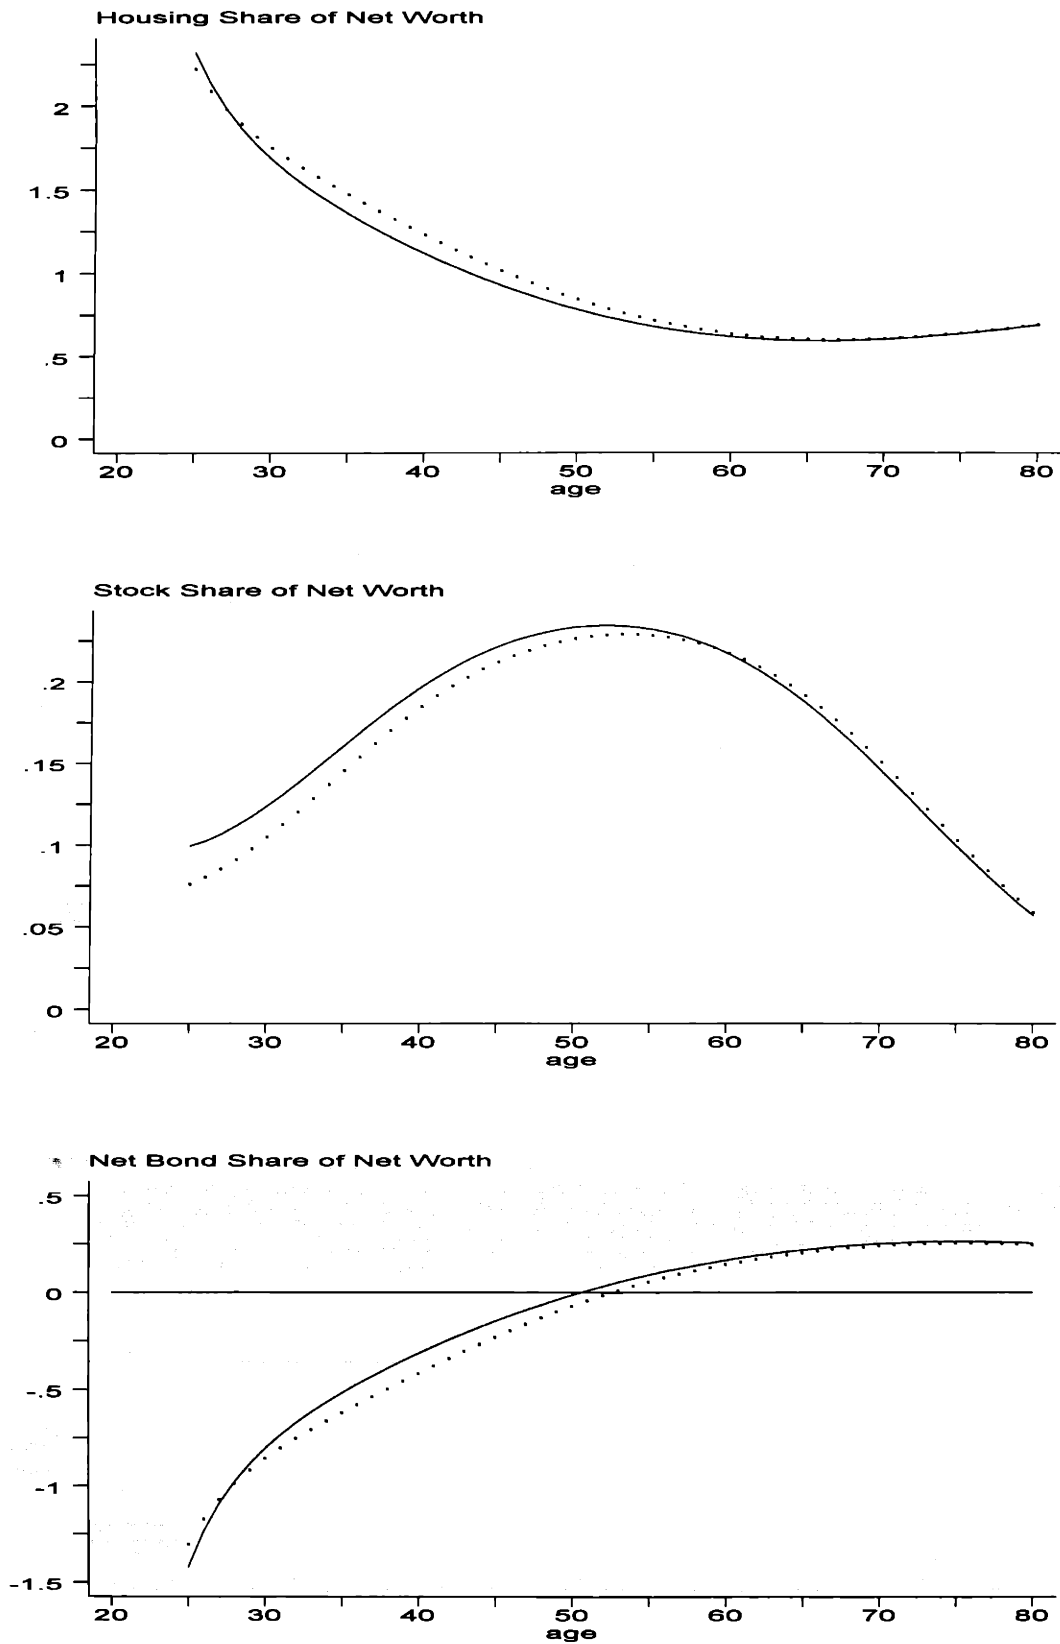 Housing Share of Net Worth
2
1.5
1
.5
0
20 30 40 50 60 70 80
age
Stock Share of Net Worth
.2
.15
.1
.05
0
20 30 40 50 60 70 80
age
Net Bond Share of Net Worth
.5
0
-.5
-1
-1.5
20 30 40 50 60 70 80
age